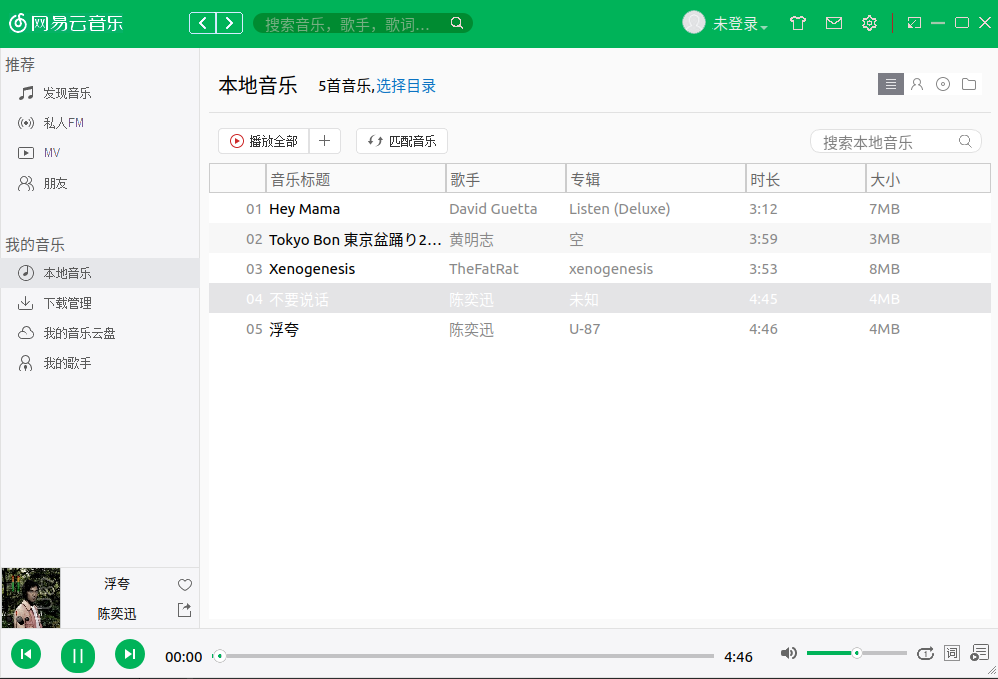 网易云音乐
搜索音乐，歌手，歌词…
未登录
推荐
发现音乐
私人FM
MV
朋友
我的音乐
本地音乐
下载管理
我的音乐云盘
我的歌手
本地音乐 5首音乐,选择目录
播放全部 匹配音乐 搜索本地音乐
音乐标题 歌手 专辑 时长 大小
01 Hey Mama David Guetta Listen (Deluxe) 3:12 7MB
02 Tokyo Bon 東京盆踊り2… 黄明志 空 3:59 3MB
03 Xenogenesis TheFatRat xenogenesis 3:53 8MB
04 不要说话 陈奕迅 未知 4:45 4MB
05 浮夸 陈奕迅 U-87 4:46 4MB
浮夸
陈奕迅
00:00 4:46 1 词